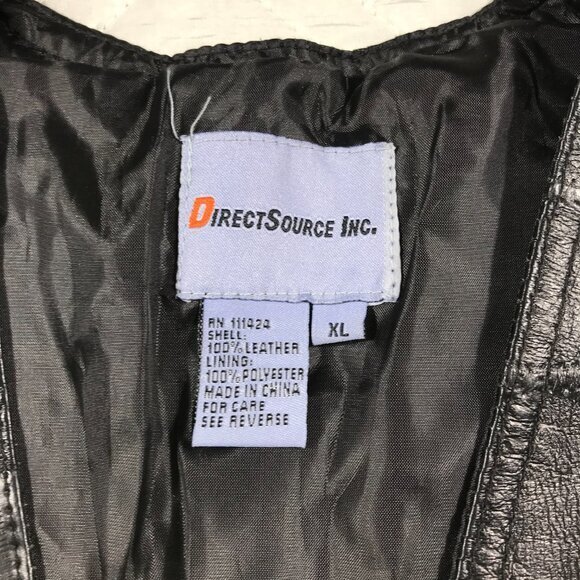 DIRECTSOURCE INC.
XL
RN 111424
SHELL:
100% LEATHER
LINING:
100% POLYESTER
MADE IN CHINA
FOR CARE
SEE REVERSE